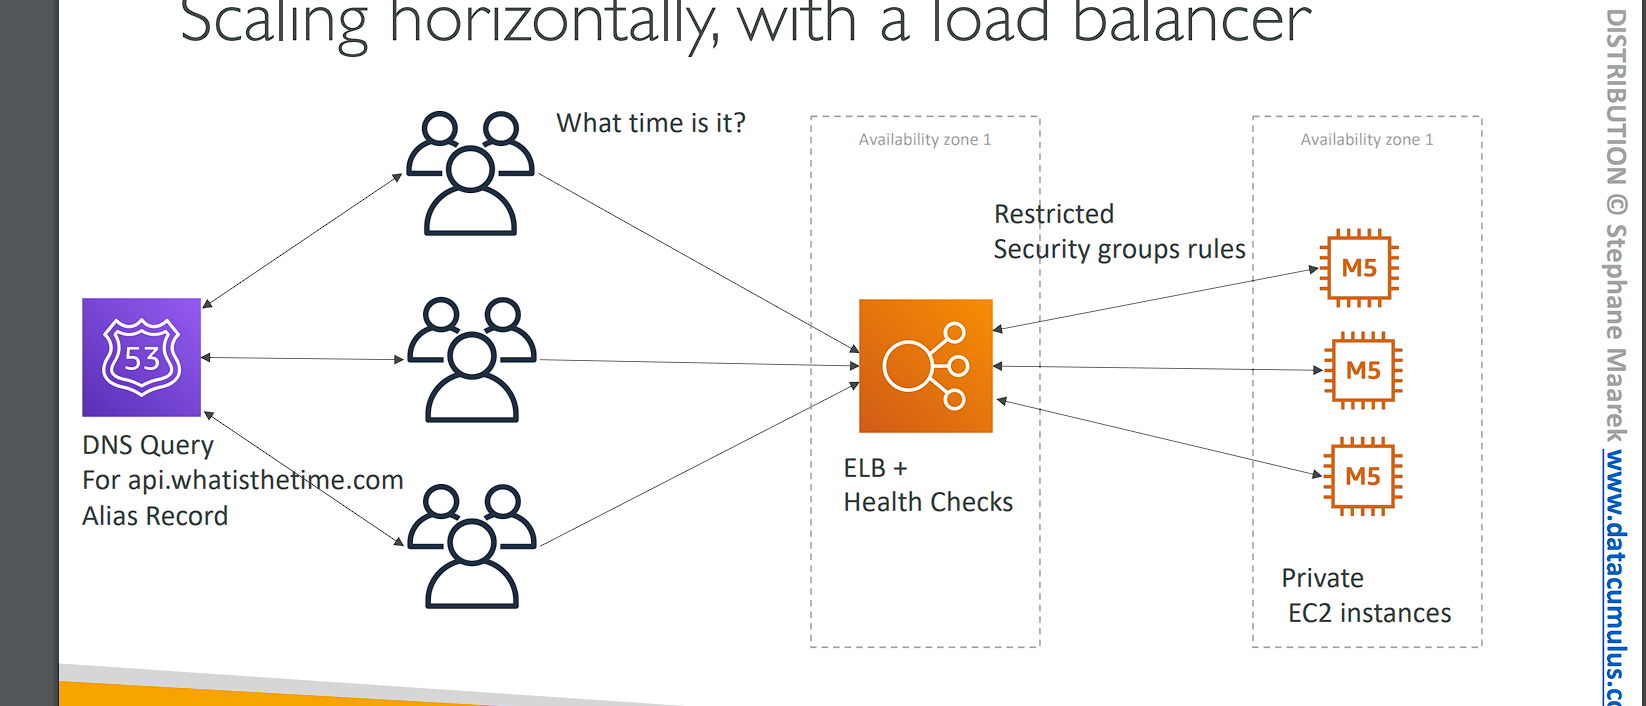 Scaling horizontally, with a load balancer
What time is it?
Availability zone 1
Availability zone 1
Restricted
Security groups rules
M5
53
M5
DNS Query
For api.whatisthetime.com
Alias Record
ELB +
Health Checks
M5
Private
EC2 instances
DISTRIBUTION © Stephane Maarek www.datacumulus.c